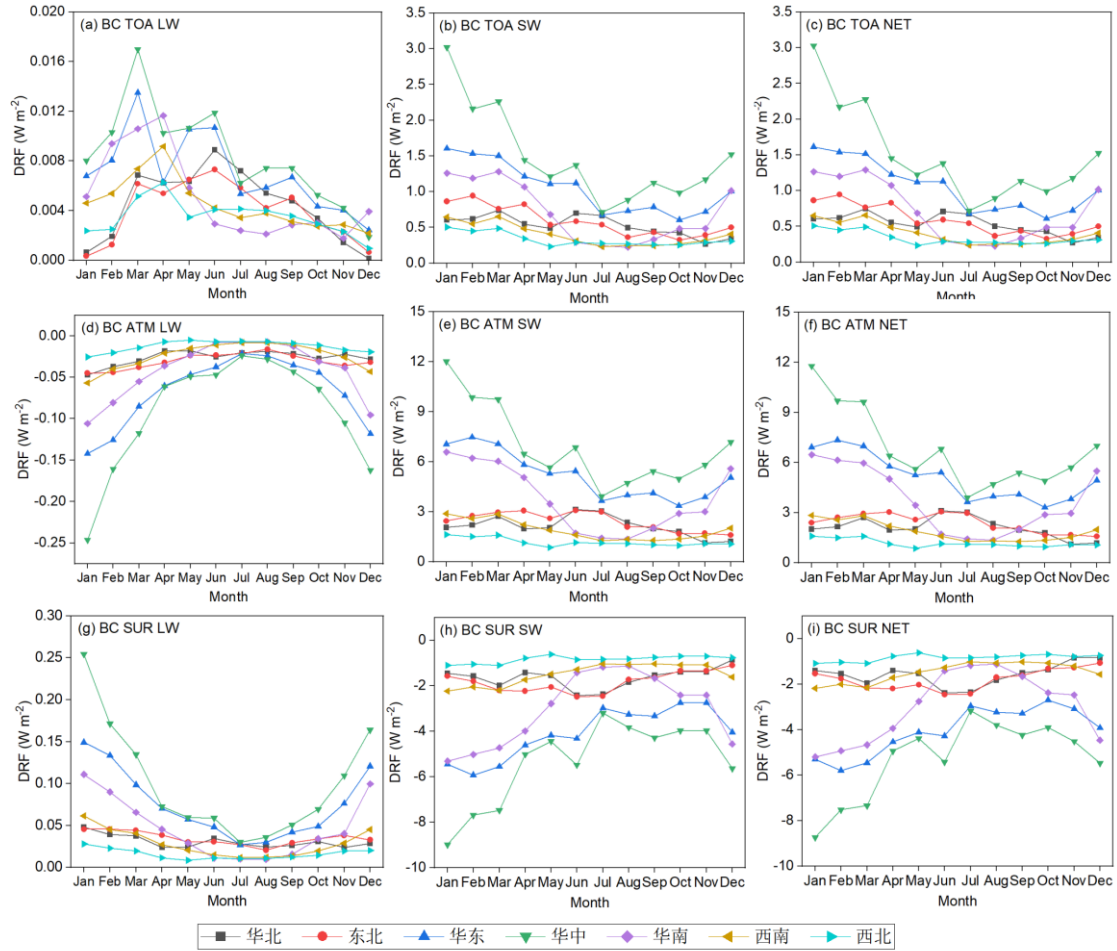 (a) BC TOA LW
(b) BC TOA SW
(c) BC TOA NET
DRF (W m⁻²)
0.020
0.016
0.012
0.008
0.004
0.000
DRF (W m⁻²)
3.5
3.0
2.5
2.0
1.5
1.0
0.5
0.0
DRF (W m⁻²)
3.5
3.0
2.5
2.0
1.5
1.0
0.5
0.0
Jan Feb Mar Apr May Jun Jul Aug Sep Oct Nov Dec
Jan Feb Mar Apr May Jun Jul Aug Sep Oct Nov Dec
Jan Feb Mar Apr May Jun Jul Aug Sep Oct Nov Dec
Month
Month
Month
(d) BC ATM LW
(e) BC ATM SW
(f) BC ATM NET
DRF (W m⁻²)
0.00
-0.05
-0.10
-0.15
-0.20
-0.25
DRF (W m⁻²)
15
12
9
6
3
0
DRF (W m⁻²)
15
12
9
6
3
0
Jan Feb Mar Apr May Jun Jul Aug Sep Oct Nov Dec
Jan Feb Mar Apr May Jun Jul Aug Sep Oct Nov Dec
Jan Feb Mar Apr May Jun Jul Aug Sep Oct Nov Dec
Month
Month
Month
(g) BC SUR LW
(h) BC SUR SW
(i) BC SUR NET
DRF (W m⁻²)
0.30
0.25
0.20
0.15
0.10
0.05
0.00
DRF (W m⁻²)
0
-2
-4
-6
-8
-10
DRF (W m⁻²)
0
-2
-4
-6
-8
-10
Jan Feb Mar Apr May Jun Jul Aug Sep Oct Nov Dec
Jan Feb Mar Apr May Jun Jul Aug Sep Oct Nov Dec
Jan Feb Mar Apr May Jun Jul Aug Sep Oct Nov Dec
Month
Month
Month
华北 东北 华东 华中 华南 西南 西北